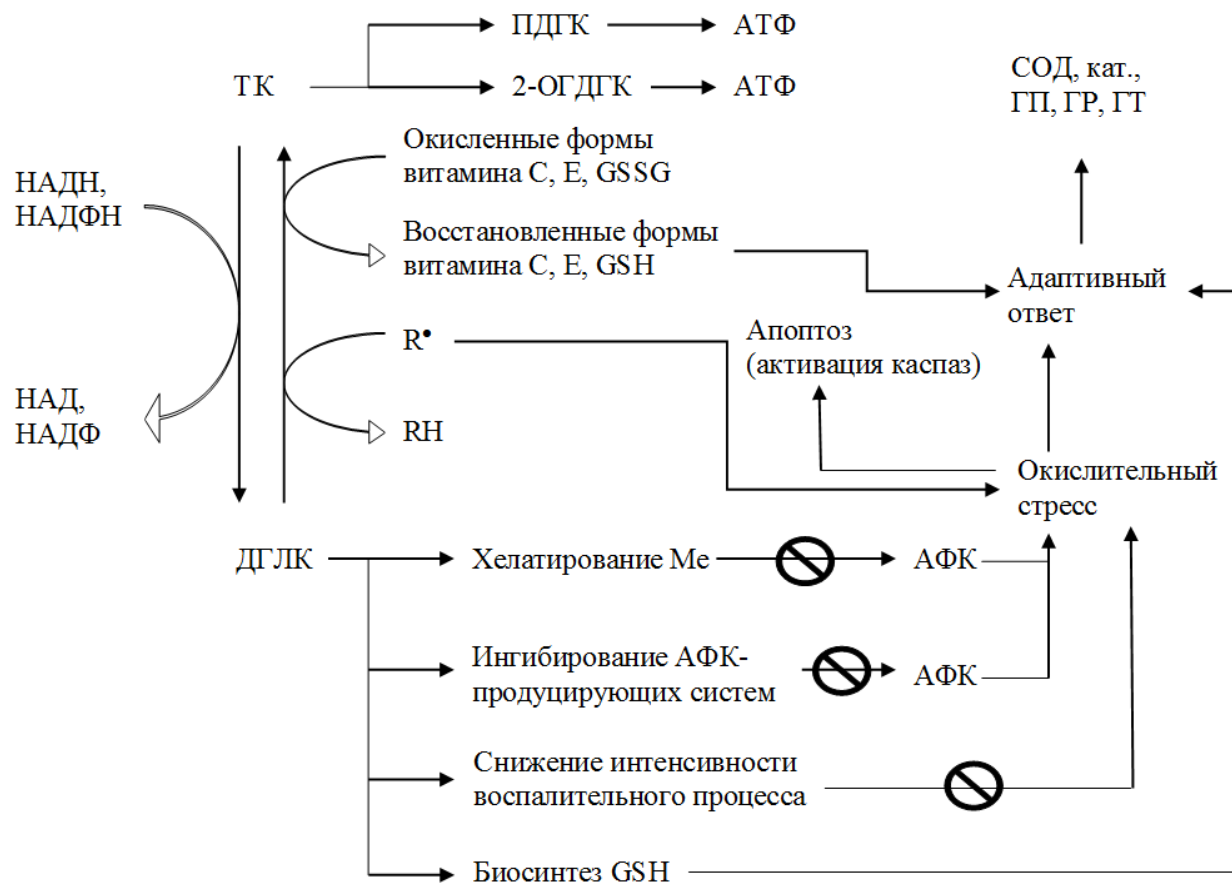 ПДГК
АТФ
ТК
2-ОГДГК
АТФ
СОД, кат.,
ГП, ГР, ГТ
Окисленные формы
витамина С, Е, GSSG
НАДН,
НАДФН
Восстановленные формы
витамина С, Е, GSH
Адаптивный
ответ
R•
Апоптоз
(активация каспаз)
НАД,
НАДФ
RH
Окислительный
стресс
ДГЛК
Хелатирование Ме
АФК
Ингибирование АФК-
продуцирующих систем
АФК
Снижение интенсивности
воспалительного процесса
Биосинтез GSH